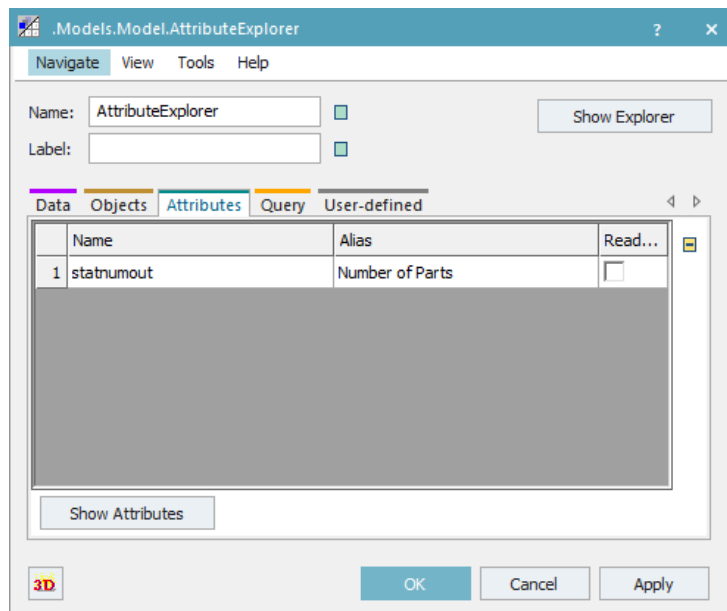 .Models.Model.AttributeExplorer ? ×
Navigate View Tools Help
Name: AttributeExplorer
Show Explorer
Label:
Data Objects Attributes Query User-defined
Name Alias Read...
1 statnumout Number of Parts
Show Attributes
3D OK Cancel Apply